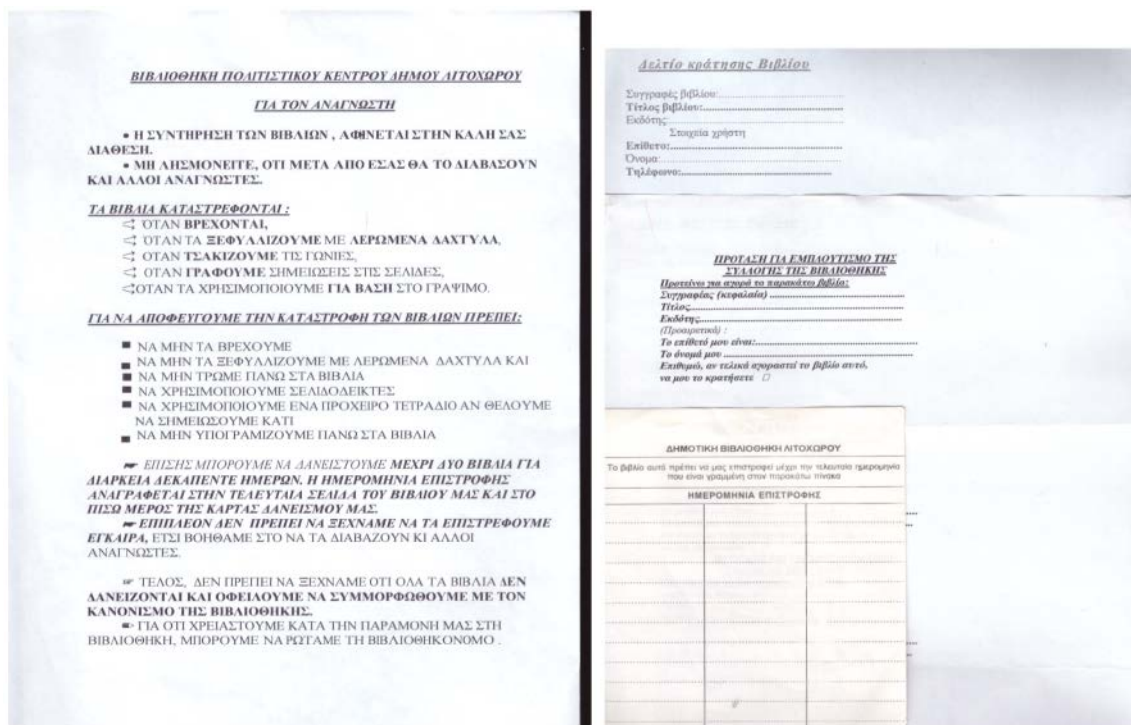 ΒΙΒΛΙΟΘΗΚΗ ΠΟΛΙΤΙΣΤΙΚΟΥ ΚΕΝΤΡΟΥ ΔΗΜΟΥ ΛΙΤΟΧΩΡΟΥ
ΓΙΑ ΤΟΝ ΑΝΑΓΝΩΣΤΗ
• Η ΣΥΝΤΗΡΗΣΗ ΤΩΝ ΒΙΒΛΙΩΝ , ΑΦΙΝΕΤΑΙ ΣΤΗΝ ΚΑΛΗ ΣΑΣ
ΔΙΑΘΕΣΗ.
• ΜΗ ΛΗΣΜΟΝΕΙΤΕ, ΟΤΙ ΜΕΤΑ ΑΠΟ ΕΣΑΣ ΘΑ ΤΟ ΔΙΑΒΑΣΟΥΝ
ΚΑΙ ΑΛΛΟΙ ΑΝΑΓΝΩΣΤΕΣ.
ΤΑ ΒΙΒΛΙΑ ΚΑΤΑΣΤΡΕΦΟΝΤΑΙ :
ΌΤΑΝ ΒΡΕΧΟΝΤΑΙ,
ΌΤΑΝ ΤΑ ΞΕΦΥΛΛΙΖΟΥΜΕ ΜΕ ΛΕΡΩΜΕΝΑ ΔΑΧΤΥΛΑ,
ΟΤΑΝ ΤΣΑΚΙΖΟΥΜΕ ΤΙΣ ΓΩΝΙΕΣ,
ΟΤΑΝ ΓΡΑΦΟΥΜΕ ΣΗΜΕΙΩΣΕΙΣ ΣΤΙΣ ΣΕΛΙΔΕΣ,
ΟΤΑΝ ΤΑ ΧΡΗΣΙΜΟΠΟΙΟΥΜΕ ΓΙΑ ΒΑΣΗ ΣΤΟ ΓΡΑΨΙΜΟ.
ΓΙΑ ΝΑ ΑΠΟΦΕΥΓΟΥΜΕ ΤΗΝ ΚΑΤΑΣΤΡΟΦΗ ΤΩΝ ΒΙΒΛΙΩΝ ΠΡΕΠΕΙ:
▪ ΝΑ ΜΗΝ ΤΑ ΒΡΕΧΟΥΜΕ
▪ ΝΑ ΜΗΝ ΤΑ ΞΕΦΥΛΛΙΖΟΥΜΕ ΜΕ ΛΕΡΩΜΕΝΑ ΔΑΧΤΥΛΑ ΚΑΙ
▪ ΝΑ ΜΗΝ ΤΡΩΜΕ ΠΑΝΩ ΣΤΑ ΒΙΒΛΙΑ
▪ ΝΑ ΧΡΗΣΙΜΟΠΟΙΟΥΜΕ ΣΕΛΙΔΟΔΕΙΚΤΕΣ
▪ ΝΑ ΧΡΗΣΙΜΟΠΟΙΟΥΜΕ ΕΝΑ ΠΡΟΧΕΙΡΟ ΤΕΤΡΑΔΙΟ ΑΝ ΘΕΛΟΥΜΕ
ΝΑ ΣΗΜΕΙΩΣΟΥΜΕ ΚΑΤΙ
▪ ΝΑ ΜΗΝ ΥΠΟΓΡΑΜΙΖΟΥΜΕ ΠΑΝΩ ΣΤΑ ΒΙΒΛΙΑ
☛ ΕΠΙΣΗΣ ΜΠΟΡΟΥΜΕ ΝΑ ΔΑΝΕΙΣΤΟΥΜΕ ΜΕΧΡΙ ΔΥΟ ΒΙΒΛΙΑ ΓΙΑ
ΔΙΑΡΚΕΙΑ ΔΕΚΑΠΕΝΤΕ ΗΜΕΡΩΝ. Η ΗΜΕΡΟΜΗΝΙΑ ΕΠΙΣΤΡΟΦΗΣ
ΑΝΑΓΡΑΦΕΤΑΙ ΣΤΗΝ ΤΕΛΕΥΤΑΙΑ ΣΕΛΙΔΑ ΤΟΥ ΒΙΒΛΙΟΥ ΜΑΣ ΚΑΙ ΣΤΟ
ΠΙΣΩ ΜΕΡΟΣ ΤΗΣ ΚΑΡΤΑΣ ΔΑΝΕΙΣΜΟΥ ΜΑΣ.
☛ ΕΠΙΠΛΕΟΝ ΔΕΝ ΠΡΕΠΕΙ ΝΑ ΞΕΧΝΑΜΕ ΝΑ ΤΑ ΕΠΙΣΤΡΕΦΟΥΜΕ
ΕΓΚΑΙΡΑ, ΕΤΣΙ ΒΟΗΘΑΜΕ ΣΤΟ ΝΑ ΤΑ ΔΙΑΒΑΖΟΥΝ ΚΙ ΑΛΛΟΙ
ΑΝΑΓΝΩΣΤΕΣ.
☞ ΤΕΛΟΣ, ΔΕΝ ΠΡΕΠΕΙ ΝΑ ΞΕΧΝΑΜΕ ΟΤΙ ΟΛΑ ΤΑ ΒΙΒΛΙΑ ΔΕΝ
ΔΑΝΕΙΖΟΝΤΑΙ ΚΑΙ ΟΦΕΙΛΟΥΜΕ ΝΑ ΣΥΜΜΟΡΦΩΘΟΥΜΕ ΜΕ ΤΟΝ
ΚΑΝΟΝΙΣΜΟ ΤΗΣ ΒΙΒΛΙΟΘΗΚΗΣ.
ΓΙΑ ΟΤΙ ΧΡΕΙΑΣΤΟΥΜΕ ΚΑΤΑ ΤΗΝ ΠΑΡΑΜΟΝΗ ΜΑΣ ΣΤΗ
ΒΙΒΛΙΟΘΗΚΗ, ΜΠΟΡΟΥΜΕ ΝΑ ΡΩΤΑΜΕ ΤΗ ΒΙΒΛΙΟΘΗΚΟΝΟΜΟ .
Δελτίο κράτησης Βιβλίου
Συγγραφές βιβλίου:
Τίτλος βιβλίου:
Εκδότης
Στοιχεία χρήστη
Επίθετο:
Όνομα:
Τηλέφωνο:
ΠΡΟΤΑΣΗ ΓΙΑ ΕΜΠΛΟΥΤΙΣΜΟ ΤΗΣ
ΣΥΛΛΟΓΗΣ ΤΗΣ ΒΙΒΛΙΟΘΗΚΗΣ
Προτείνω για αγορά το παρακάτω βιβλίο:
Συγγραφέας (κεφαλαία)
Τίτλος
Εκδότης
(Προαιρετικά) :
Το επίθετό μου είναι:
Το όνομά μου
Επιθυμώ, αν τελικά αγοραστεί το βιβλίο αυτό,
να μου το κρατήσετε □
ΔΗΜΟΤΙΚΗ ΒΙΒΛΙΟΘΗΚΗ ΛΙΤΟΧΩΡΟΥ
Το βιβλίο αυτό πρέπει να μας επιστραφεί μέχρι την τελευταία ημερομηνία
που είναι γραμμένη στον παρακάτω πίνακα
ΗΜΕΡΟΜΗΝΙΑ ΕΠΙΣΤΡΟΦΗΣ